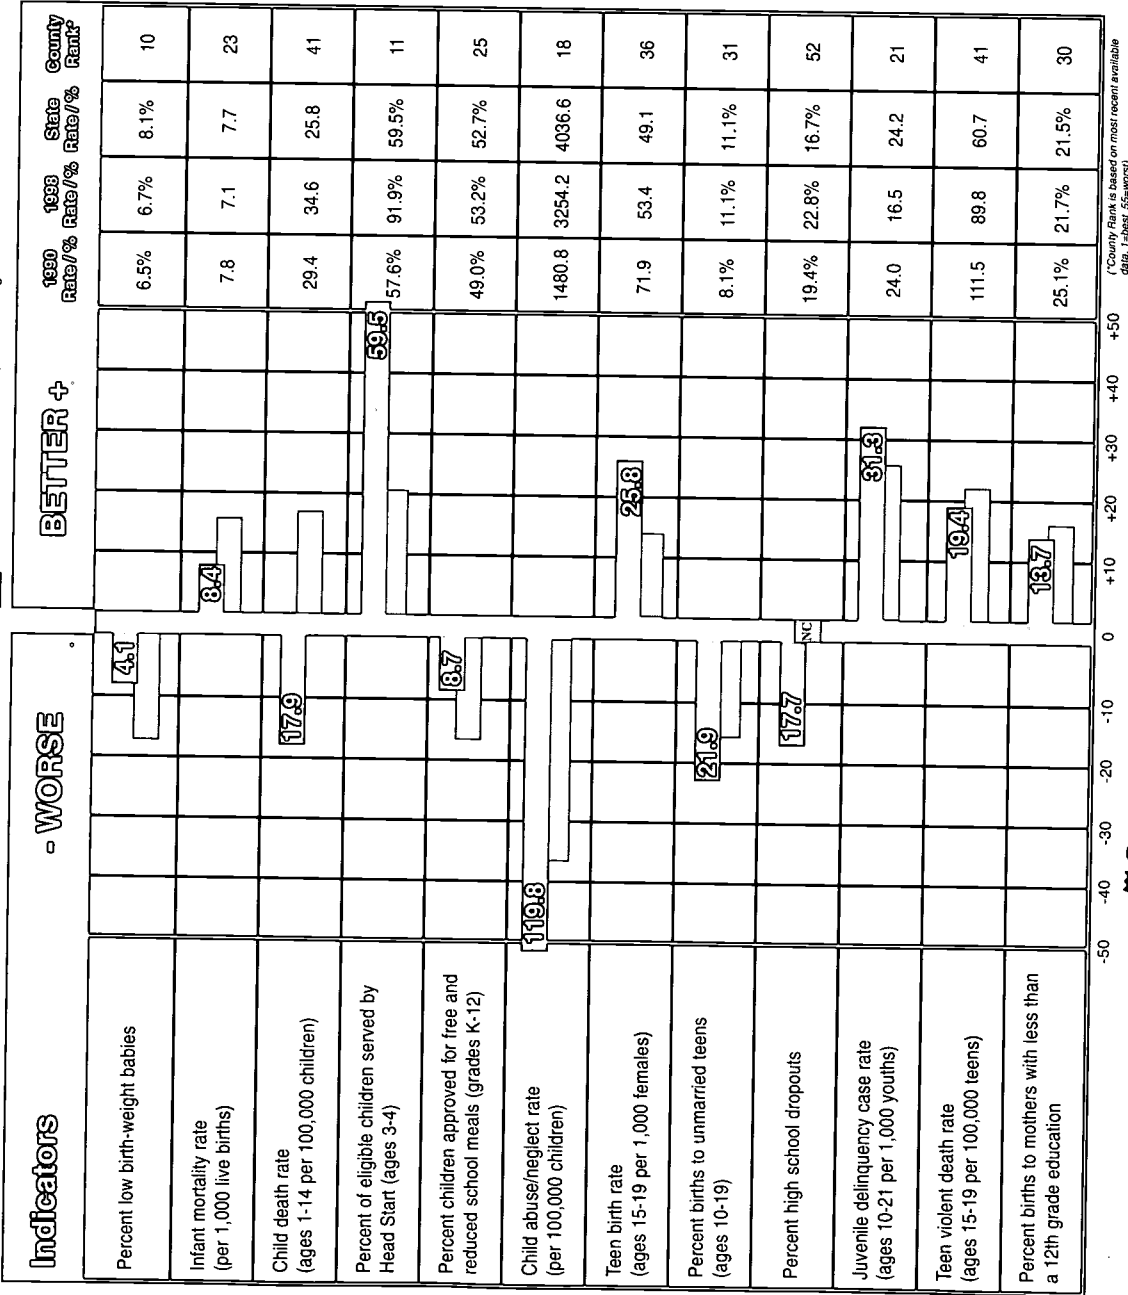 Indicators
- WORSE
BETTER +
1990
Rate / %
1998
Rate / %
State
Rate / %
County
Rank*
Percent low birth-weight babies
4.1
6.5%
6.7%
8.1%
10
Infant mortality rate
(per 1,000 live births)
8.4
7.8
7.1
7.7
23
Child death rate
(ages 1-14 per 100,000 children)
17.9
29.4
34.6
25.8
41
Percent of eligible children served by
Head Start (ages 3-4)
59.5
57.6%
91.9%
59.5%
11
Percent children approved for free and
reduced school meals (grades K-12)
8.7
49.0%
53.2%
52.7%
25
Child abuse/neglect rate
(per 100,000 children)
119.8
1480.8
3254.2
4036.6
18
Teen birth rate
(ages 15-19 per 1,000 females)
25.8
71.9
53.4
49.1
36
Percent births to unmarried teens
(ages 10-19)
21.9
8.1%
11.1%
11.1%
31
Percent high school dropouts
17.7
NC
19.4%
22.8%
16.7%
52
Juvenile delinquency case rate
(ages 10-21 per 1,000 youths)
31.3
24.0
16.5
24.2
21
Teen violent death rate
(ages 15-19 per 100,000 teens)
19.4
111.5
89.8
60.7
41
Percent births to mothers with less than
a 12th grade education
13.7
25.1%
21.7%
21.5%
30
-50
-40
-30
-20
-10
0
+10
+20
+30
+40
+50
(*County Rank is based on most recent available
data. 1=best, 55=worst)